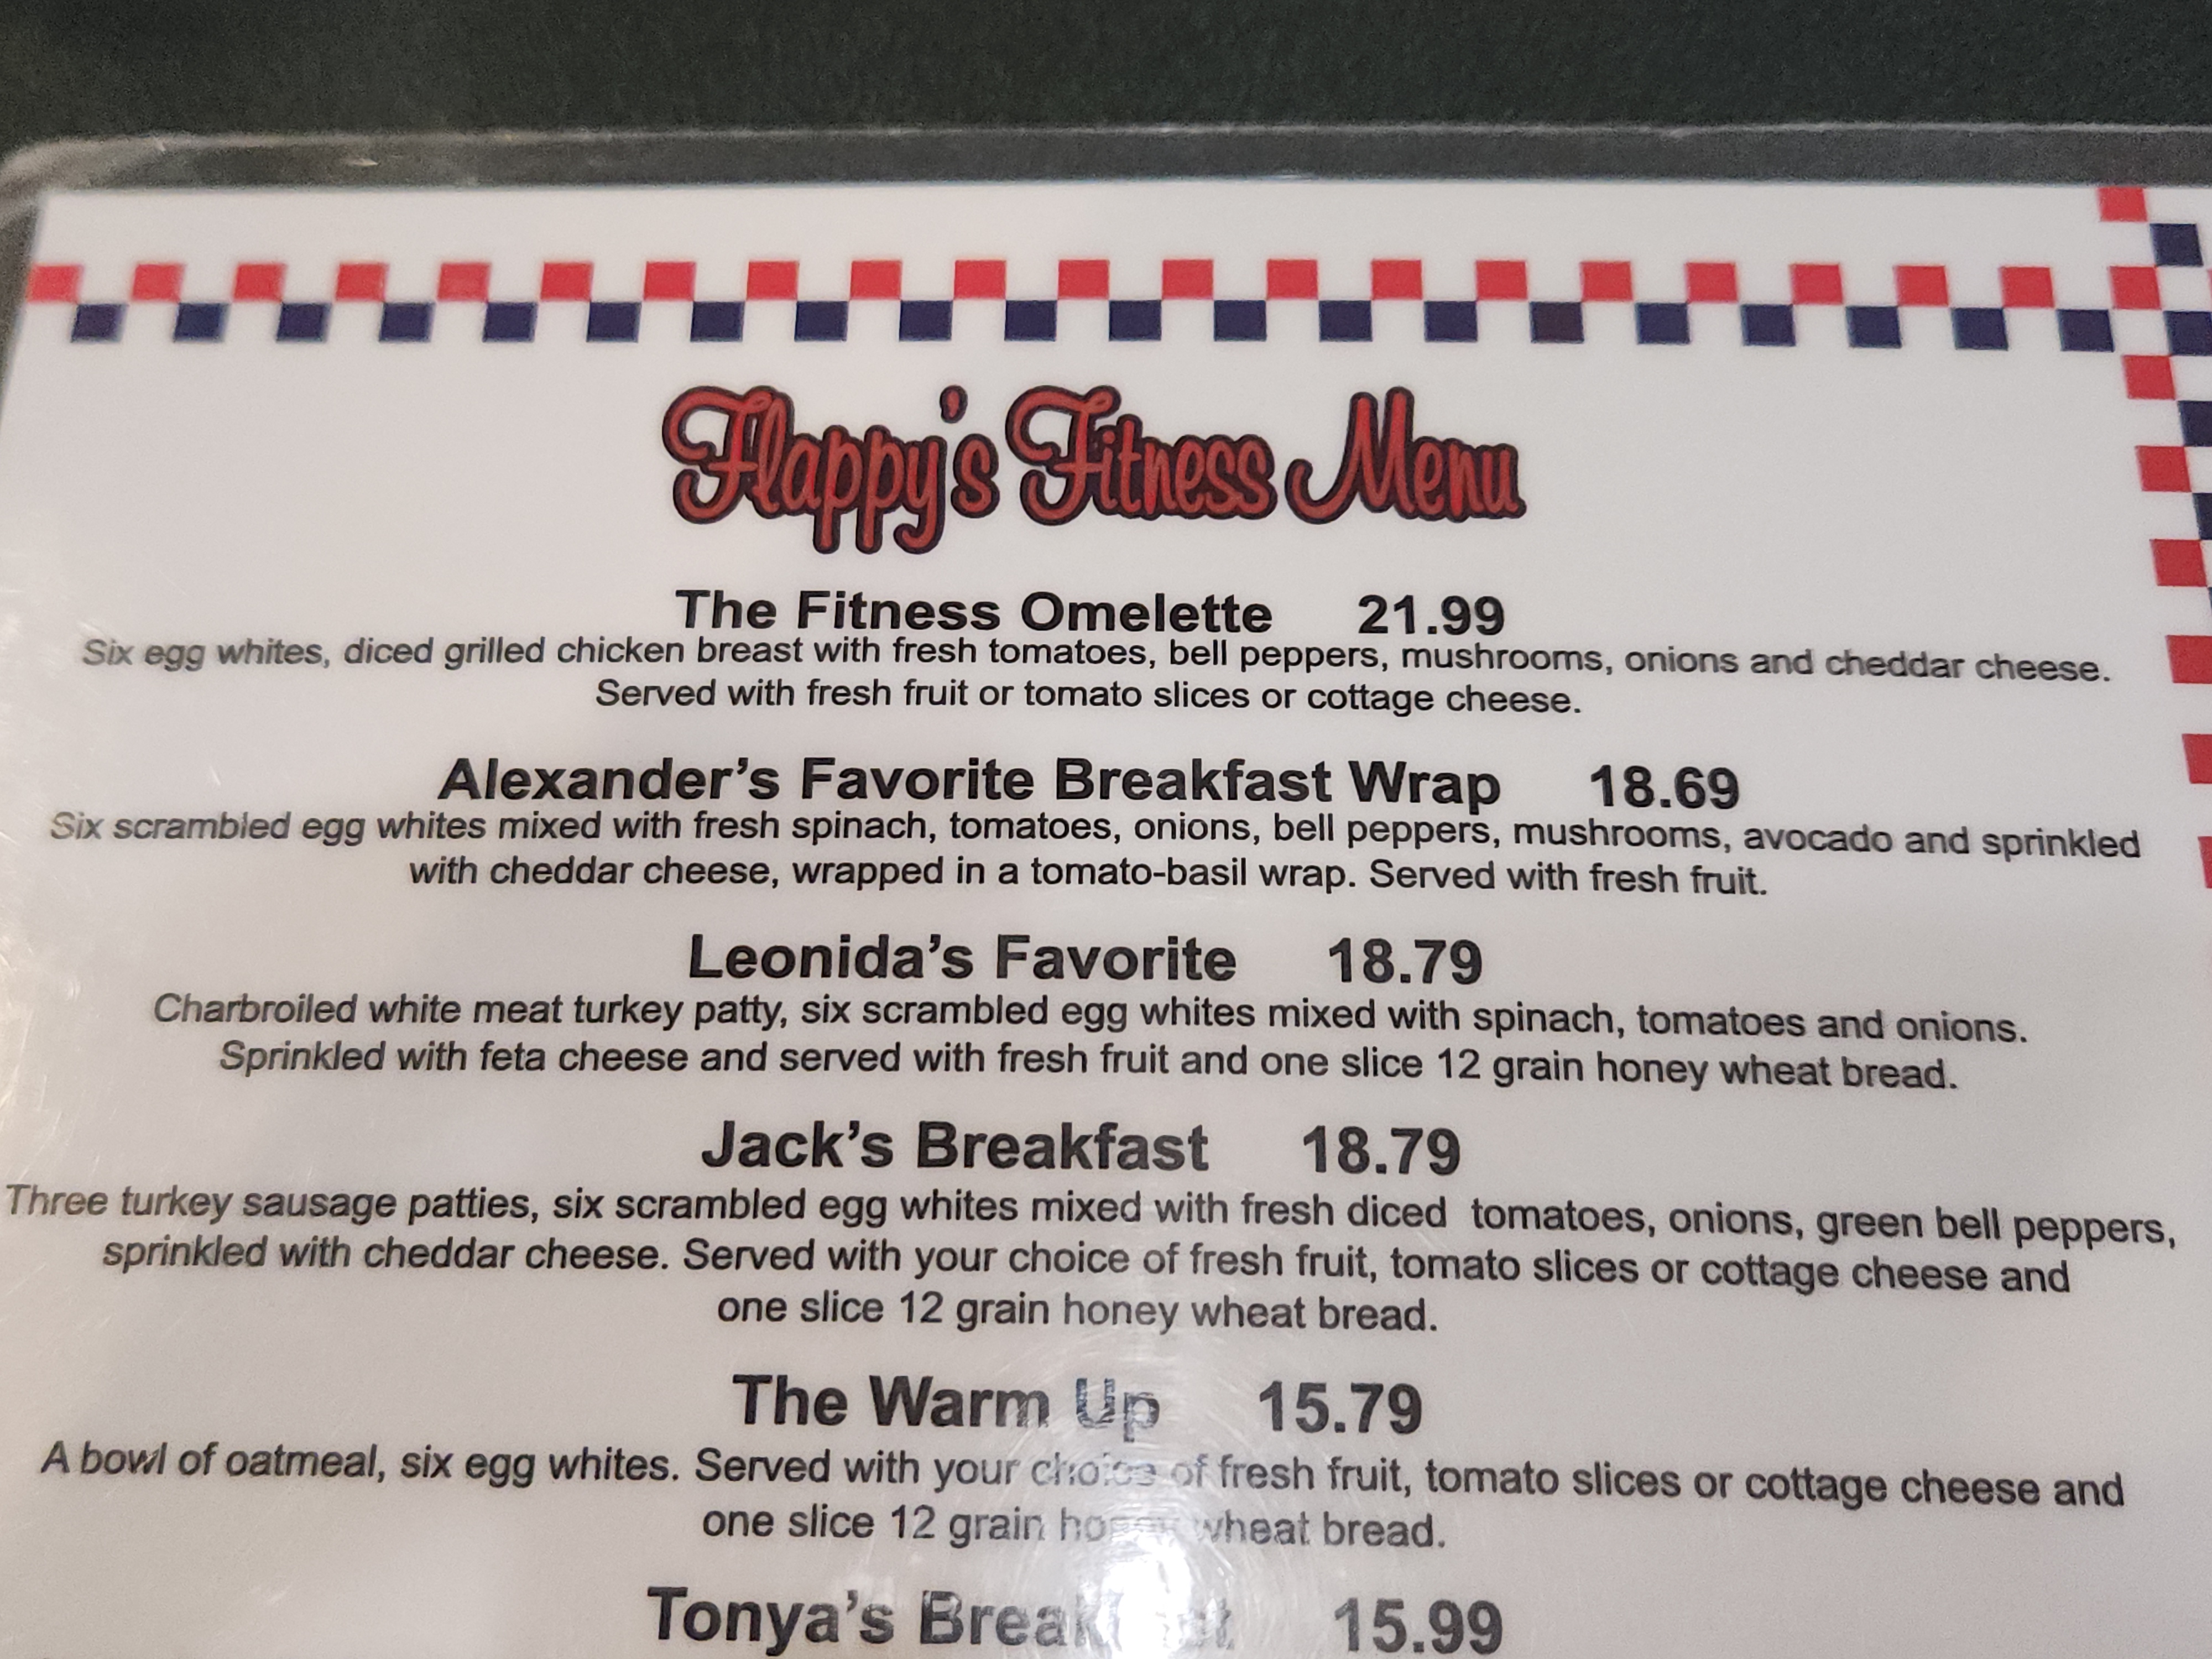 Flappy's Fitness Menu
The Fitness Omelette 21.99
Six egg whites, diced grilled chicken breast with fresh tomatoes, bell peppers, mushrooms, onions and cheddar cheese.
Served with fresh fruit or tomato slices or cottage cheese.
Alexander's Favorite Breakfast Wrap 18.69
Six scrambled egg whites mixed with fresh spinach, tomatoes, onions, bell peppers, mushrooms, avocado and sprinkled
with cheddar cheese, wrapped in a tomato-basil wrap. Served with fresh fruit.
Leonida's Favorite 18.79
Charbroiled white meat turkey patty, six scrambled egg whites mixed with spinach, tomatoes and onions.
Sprinkled with feta cheese and served with fresh fruit and one slice 12 grain honey wheat bread.
Jack's Breakfast 18.79
Three turkey sausage patties, six scrambled egg whites mixed with fresh diced tomatoes, onions, green bell peppers,
sprinkled with cheddar cheese. Served with your choice of fresh fruit, tomato slices or cottage cheese and
one slice 12 grain honey wheat bread.
The Warm Up 15.79
A bowl of oatmeal, six egg whites. Served with your choice of fresh fruit, tomato slices or cottage cheese and
one slice 12 grain honey wheat bread.
Tonya's Breakfast 15.99